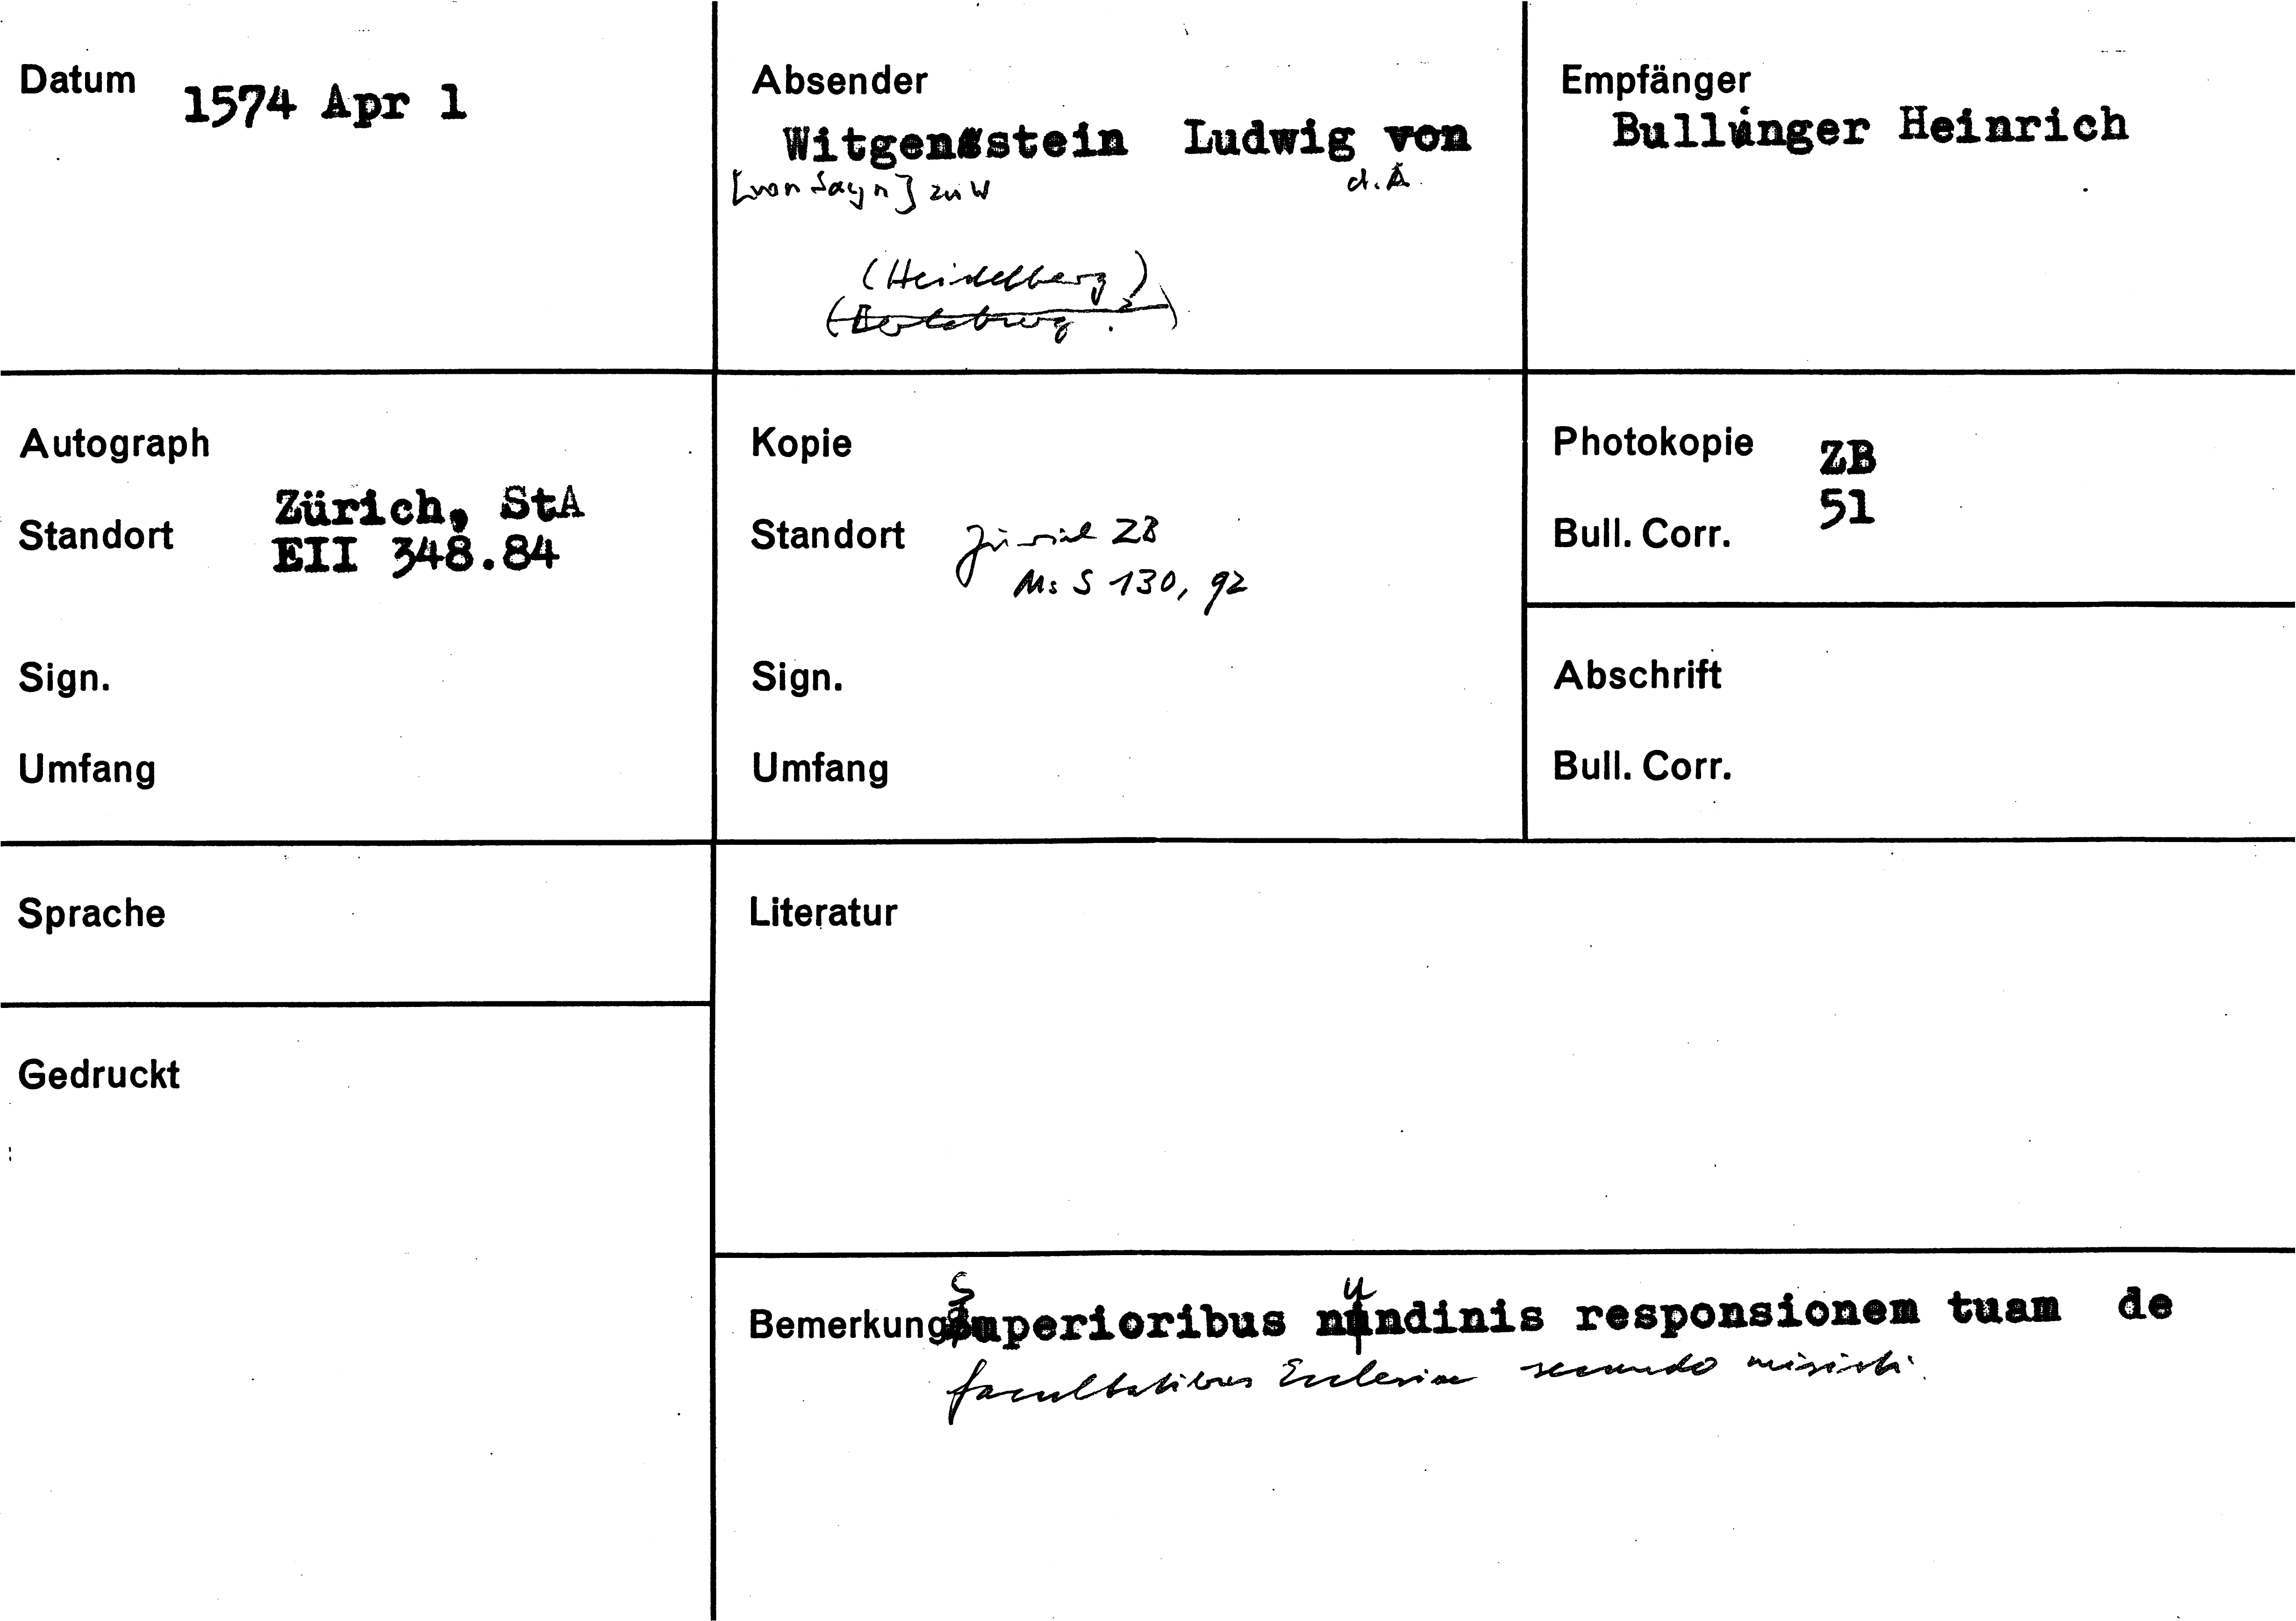 Datum 1574 Apr 1
Absender
Witgenstein Ludwig von
[von Sayn] zu W d.Ä.
(Heidelberg)
Empfänger
Bullinger Heinrich
Autograph
Standort Zürich, StA
EII 348.84
Sign.
Umfang
Kopie
Standort Zürich ZB
Ms S 130, 92
Sign.
Umfang
Photokopie ZB
Bull. Corr. 51
Abschrift
Bull. Corr.
Sprache
Literatur
Gedruckt
Bemerkung Superioribus nundinis responsionem tuam de
facultatibus Ecclesiae secundo misisti.